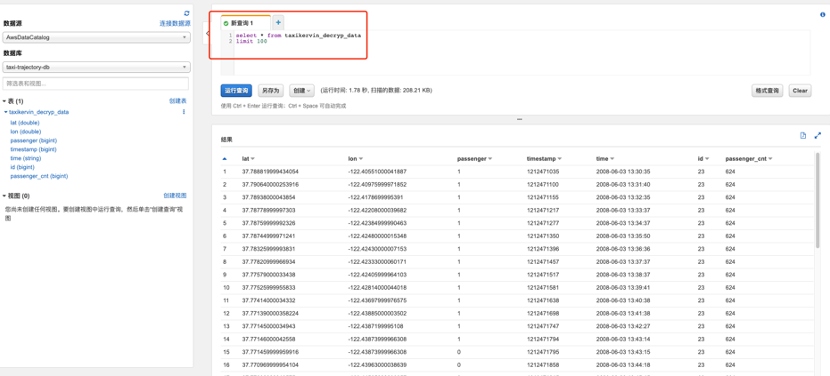 数据源
连接数据源
AwsDataCatalog
数据库
taxi-trajectory-db
筛选表和视图...
表 (1)
创建表
taxikervin_decryp_data
lat (double)
lon (double)
passenger (bigint)
timestamp (bigint)
time (string)
id (bigint)
passenger_cnt (bigint)
视图 (0)
创建视图
您尚未创建任何视图。要创建视图中运行查询，然后单击“创建查询”视
图
新查询 1
+
1 select * from taxikervin_decryp_data
2 limit 100
运行查询 另存为 创建 (运行时间: 1.78 秒, 扫描的数据: 208.21 KB) 格式查询 Clear
使用 Ctrl + Enter 运行查询；Ctrl + Space 可自动完成
结果
lat lon passenger timestamp time id passenger_cnt
1 37.788819999434054 -122.40551000041887 1 1212471035 2008-06-03 13:30:35 23 624
2 37.790640000253916 -122.40975999971852 1 1212471100 2008-06-03 13:31:40 23 624
3 37.78938000043854 -122.4178699995391 1 1212471155 2008-06-03 13:32:35 23 624
4 37.78778999997303 -122.42220800039682 1 1212471217 2008-06-03 13:33:37 23 624
5 37.78759999992326 -122.42384999990463 1 1212471277 2008-06-03 13:34:37 23 624
6 37.78744999971241 -122.42480000015348 1 1212471350 2008-06-03 13:35:50 23 624
7 37.78325999993831 -122.42430000007153 1 1212471396 2008-06-03 13:36:36 23 624
8 37.77820999966934 -122.42333000060171 1 1212471457 2008-06-03 13:37:37 23 624
9 37.77579000033438 -122.42405999964103 1 1212471517 2008-06-03 13:38:37 23 624
10 37.77525999955833 -122.42814000044018 1 1212471581 2008-06-03 13:39:41 23 624
11 37.77414000034332 -122.43697999976575 1 1212471638 2008-06-03 13:40:38 23 624
12 37.771390000358224 -122.43885000003502 1 1212471698 2008-06-03 13:41:38 23 624
13 37.77145000034943 -122.4387199995108 1 1212471747 2008-06-03 13:42:27 23 624
14 37.77146000042558 -122.43873999966308 1 1212471794 2008-06-03 13:43:14 23 624
15 37.771459999959916 -122.43873999966308 0 1212471795 2008-06-03 13:43:15 23 624
16 37.770969999954104 -122.43963000038639 0 1212471858 2008-06-03 13:44:18 23 624